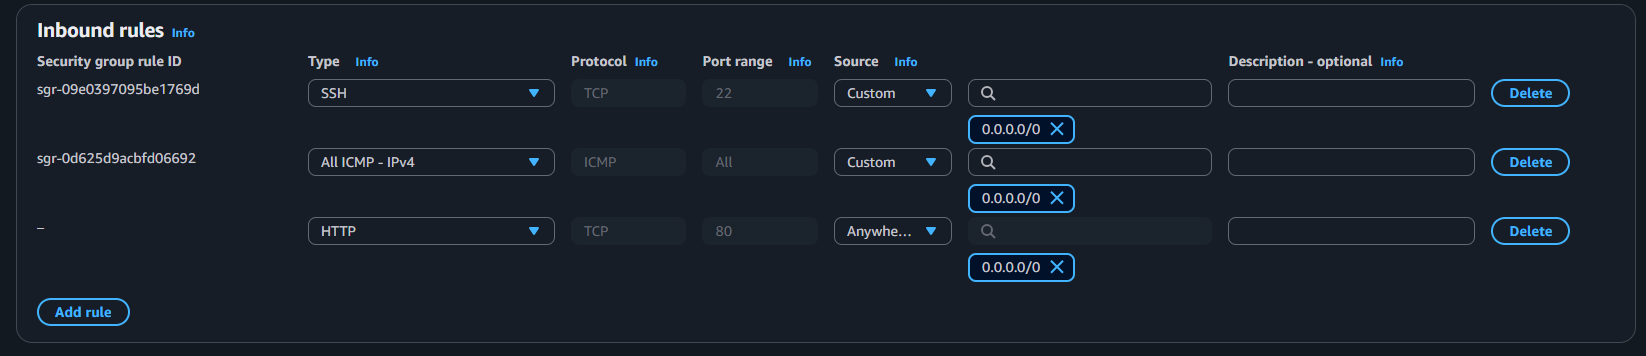 Inbound rules Info
Security group rule ID Type Info Protocol Info Port range Info Source Info Description - optional Info
sgr-09e0397095be1769d SSH TCP 22 Custom Delete
0.0.0.0/0
sgr-0d625d9acbfd06692 All ICMP - IPv4 ICMP All Custom Delete
0.0.0.0/0
– HTTP TCP 80 Anywhe... Delete
0.0.0.0/0
Add rule